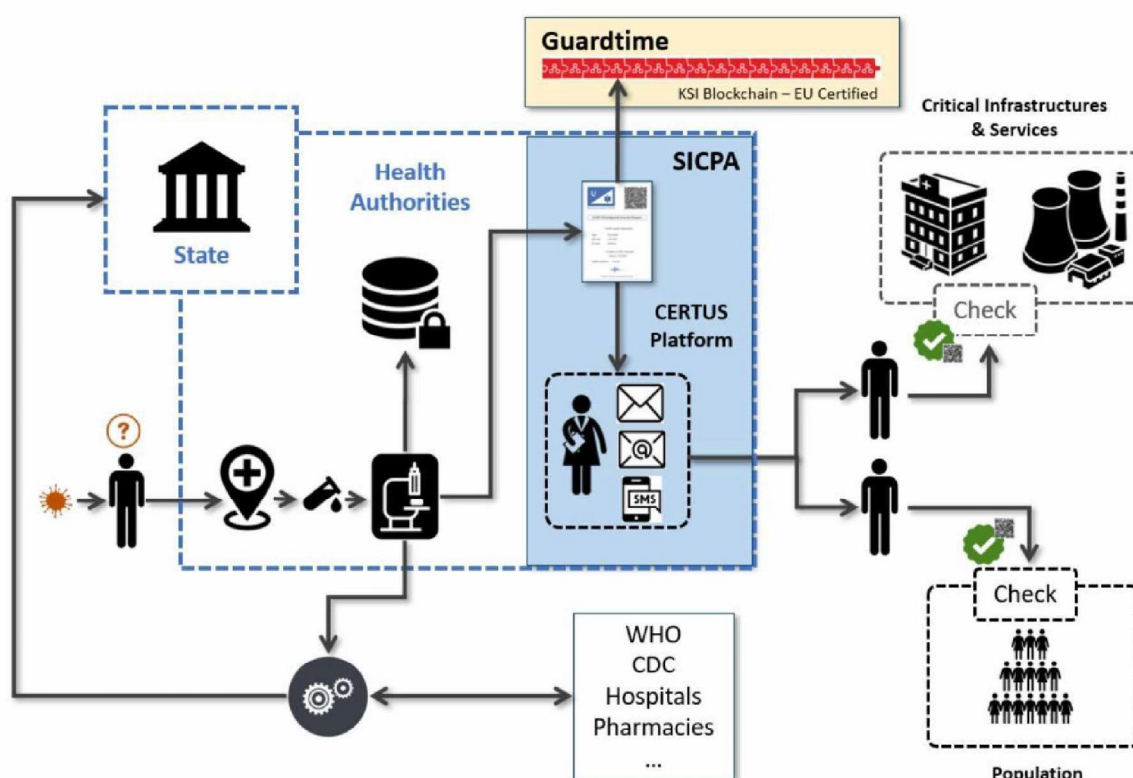 Guardtime
KSI Blockchain – EU Certified
Critical Infrastructures
& Services
Health
Authorities
SICPA
State
CERTUS
Platform
Check
?
@
SMS
Check
WHO
CDC
Hospitals
Pharmacies
...
Population